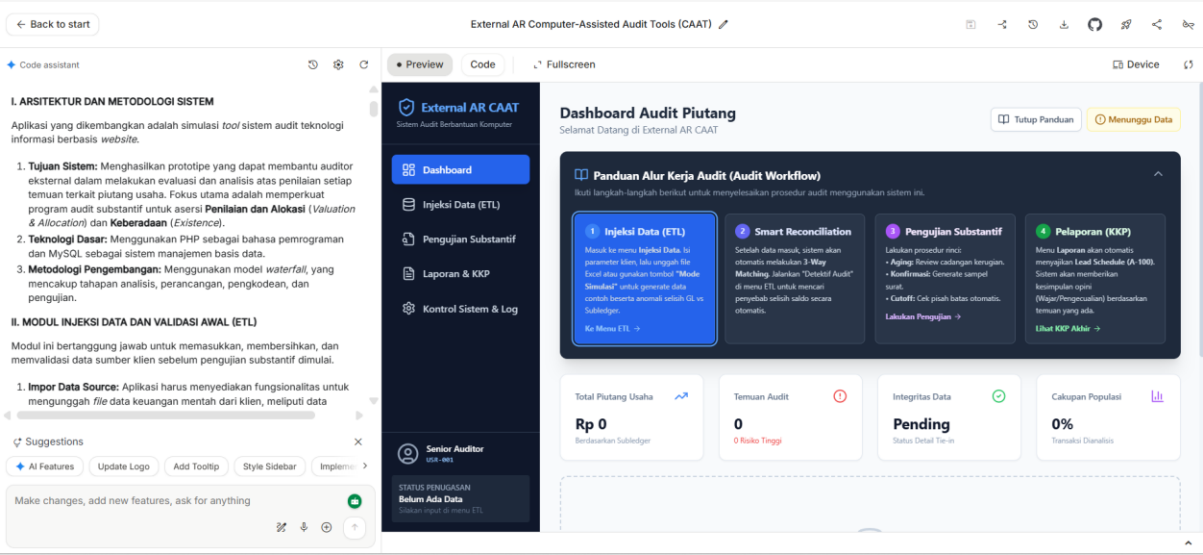 Back to start
External AR Computer-Assisted Audit Tools (CAAT)
Code assistant
I. ARSITEKTUR DAN METODOLOGI SISTEM
Aplikasi yang dikembangkan adalah simulasi tool sistem audit teknologi
informasi berbasis website.
1. Tujuan Sistem: Menghasilkan prototipe yang dapat membantu auditor
eksternal dalam melakukan evaluasi dan analisis atas penilaian setiap
temuan terkait piutang usaha. Fokus utama adalah memperkuat
program audit substantif untuk asersi Penilaian dan Alokasi (Valuation
& Allocation) dan Keberadaan (Existence).
2. Teknologi Dasar: Menggunakan PHP sebagai bahasa pemrograman
dan MySQL sebagai sistem manajemen basis data.
3. Metodologi Pengembangan: Menggunakan model waterfall, yang
mencakup tahapan analisis, perancangan, pengkodean, dan
pengujian.
II. MODUL INJEKSI DATA DAN VALIDASI AWAL (ETL)
Modul ini bertanggung jawab untuk memasukkan, membersihkan, dan
memvalidasi data sumber klien sebelum pengujian substantif dimulai.
1. Impor Data Source: Aplikasi harus menyediakan fungsionalitas untuk
mengunggah file data keuangan mentah dari klien, meliputi data
Suggestions
AI Features
Update Logo
Add Tooltip
Style Sidebar
Impleme
Make changes, add new features, ask for anything
Preview
Code
Fullscreen
Device
External AR CAAT
Sistem Audit Berbantuan Komputer
Dashboard
Injeksi Data (ETL)
Pengujian Substantif
Laporan & KKP
Kontrol Sistem & Log
Senior Auditor
USR-001
STATUS PENUGASAN
Belum Ada Data
Silakan input di menu ETL
Dashboard Audit Piutang
Selamat Datang di External AR CAAT
Tutup Panduan
Menunggu Data
Panduan Alur Kerja Audit (Audit Workflow)
Ikuti langkah-langkah berikut untuk menyelesaikan prosedur audit menggunakan sistem ini.
1 Injeksi Data (ETL)
Masuk ke menu Injeksi Data. Isi
parameter klien, lalu unggah file
Excel atau gunakan tombol "Mode
Simulasi" untuk generate data
contoh beserta anomali selisih GL vs
Subledger.
Ke Menu ETL →
2 Smart Reconciliation
Setelah data masuk, sistem akan
otomatis melakukan 3-Way
Matching. Jalankan "Detektif Audit"
di menu ETL untuk mencari
penyebab selisih saldo secara
otomatis.
3 Pengujian Substantif
Lakukan prosedur rinci:
• Aging: Review cadangan kerugian.
• Konfirmasi: Generate sampel
surat.
• Cutoff: Cek pisah batas otomatis.
Lakukan Pengujian →
4 Pelaporan (KKP)
Menu Laporan akan otomatis
menyajikan Lead Schedule (A-100).
Sistem akan memberikan
kesimpulan opini
(Wajar/Pengecualian) berdasarkan
temuan yang ada.
Lihat KKP Akhir →
Total Piutang Usaha
Rp 0
Berdasarkan Subledger
Temuan Audit
0
0 Risiko Tinggi
Integritas Data
Pending
Status Detail Tie-in
Cakupan Populasi
0%
Transaksi Dianalisis